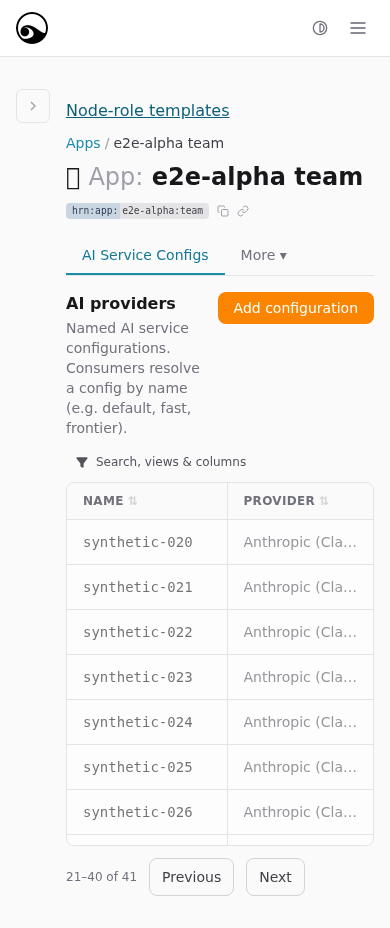 Node-role templates
Apps / e2e-alpha team
App: e2e-alpha team
hrn:app: e2e-alpha:team
AI Service Configs
More ▾
AI providers
Add configuration
Named AI service
configurations.
Consumers resolve
a config by name
(e.g. default, fast,
frontier).
Search, views & columns
NAME ⇅ PROVIDER ⇅
synthetic-020 Anthropic (Cla…
synthetic-021 Anthropic (Cla…
synthetic-022 Anthropic (Cla…
synthetic-023 Anthropic (Cla…
synthetic-024 Anthropic (Cla…
synthetic-025 Anthropic (Cla…
synthetic-026 Anthropic (Cla…
21–40 of 41 Previous Next